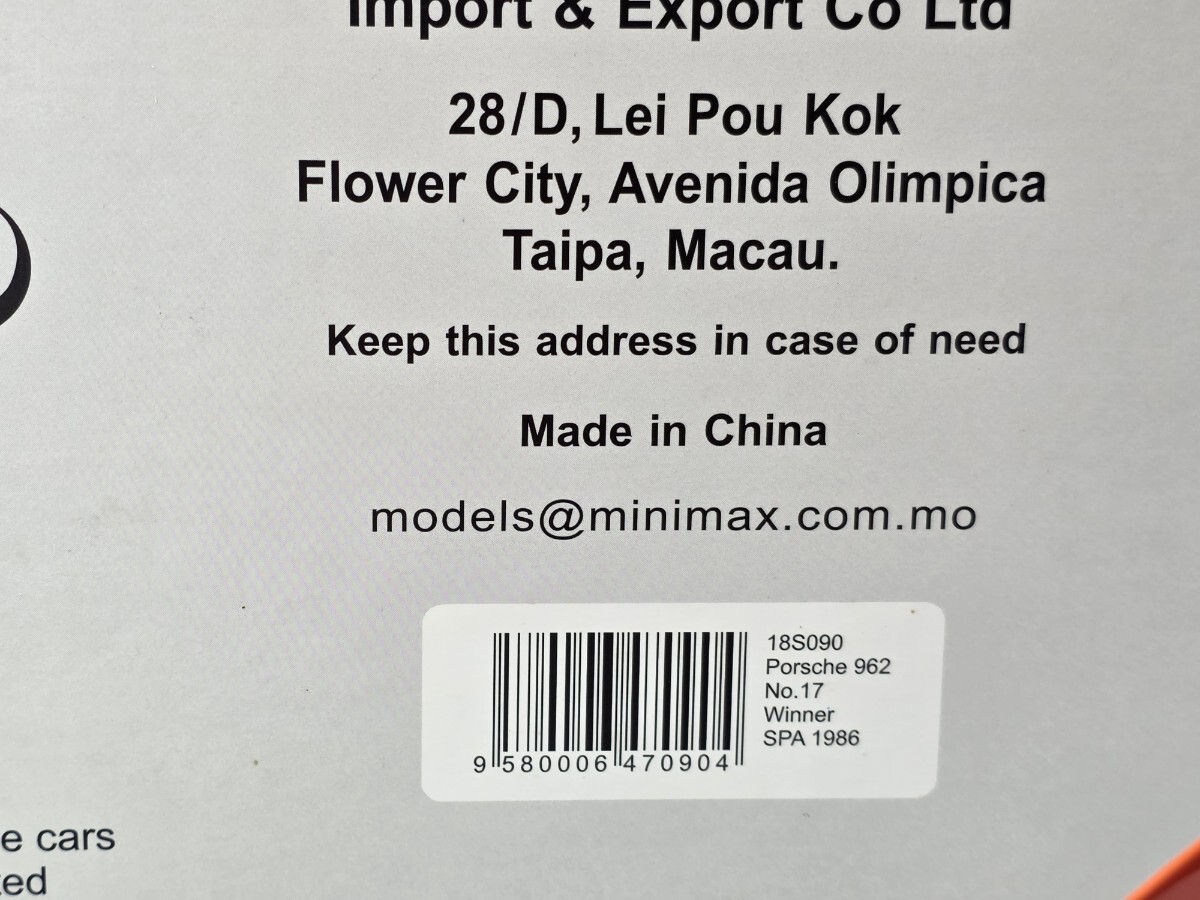 Import & Export Co Ltd
28/D, Lei Pou Kok
Flower City, Avenida Olimpica
Taipa, Macau.
Keep this address in case of need
Made in China
models@minimax.com.mo
18S090
Porsche 962
No.17
Winner
SPA 1986
9 580006 470904
e cars
ed